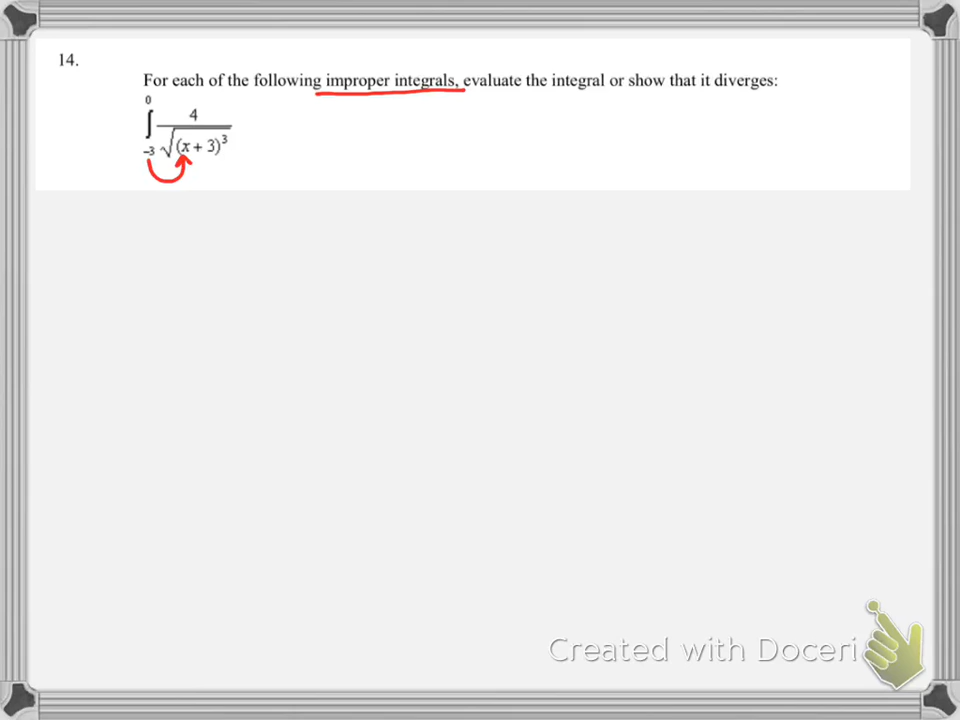 14.
For each of the following improper integrals, evaluate the integral or show that it diverges:
0
∫ 4
-3 √(x + 3)³
Created with Doceri